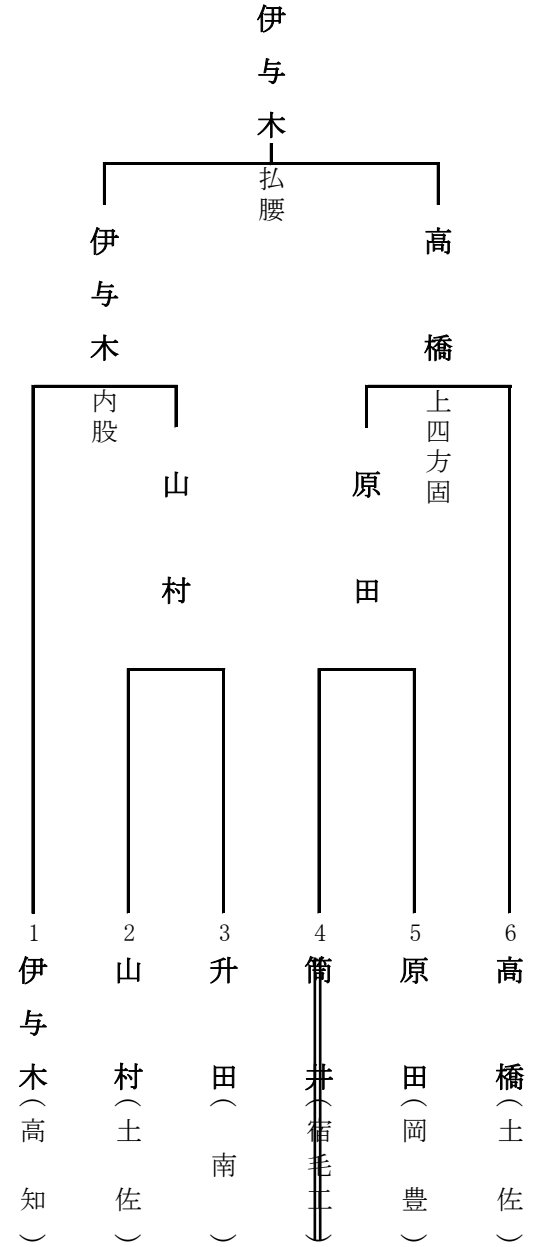 伊与木
払腰
伊与木
高橋
内股
上四方固
山村
原田
1
2
3
4
5
6
伊与木(高知)
山村(土佐)
升田(南)
筒井(宿毛工)
原田(岡豊)
高橋(土佐)